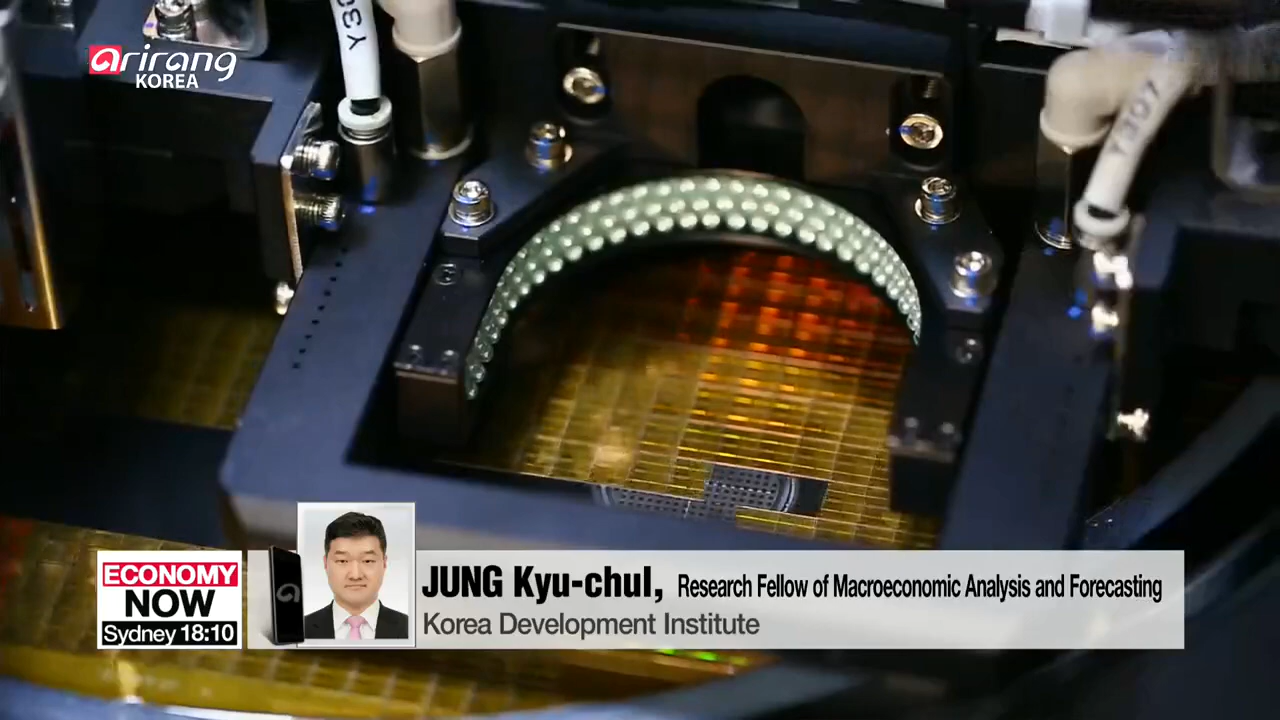 arirang
KOREA
Y307
JUNG Kyu-chul, Research Fellow of Macroeconomic Analysis and Forecasting
Korea Development Institute
ECONOMY
NOW
Sydney 18:10